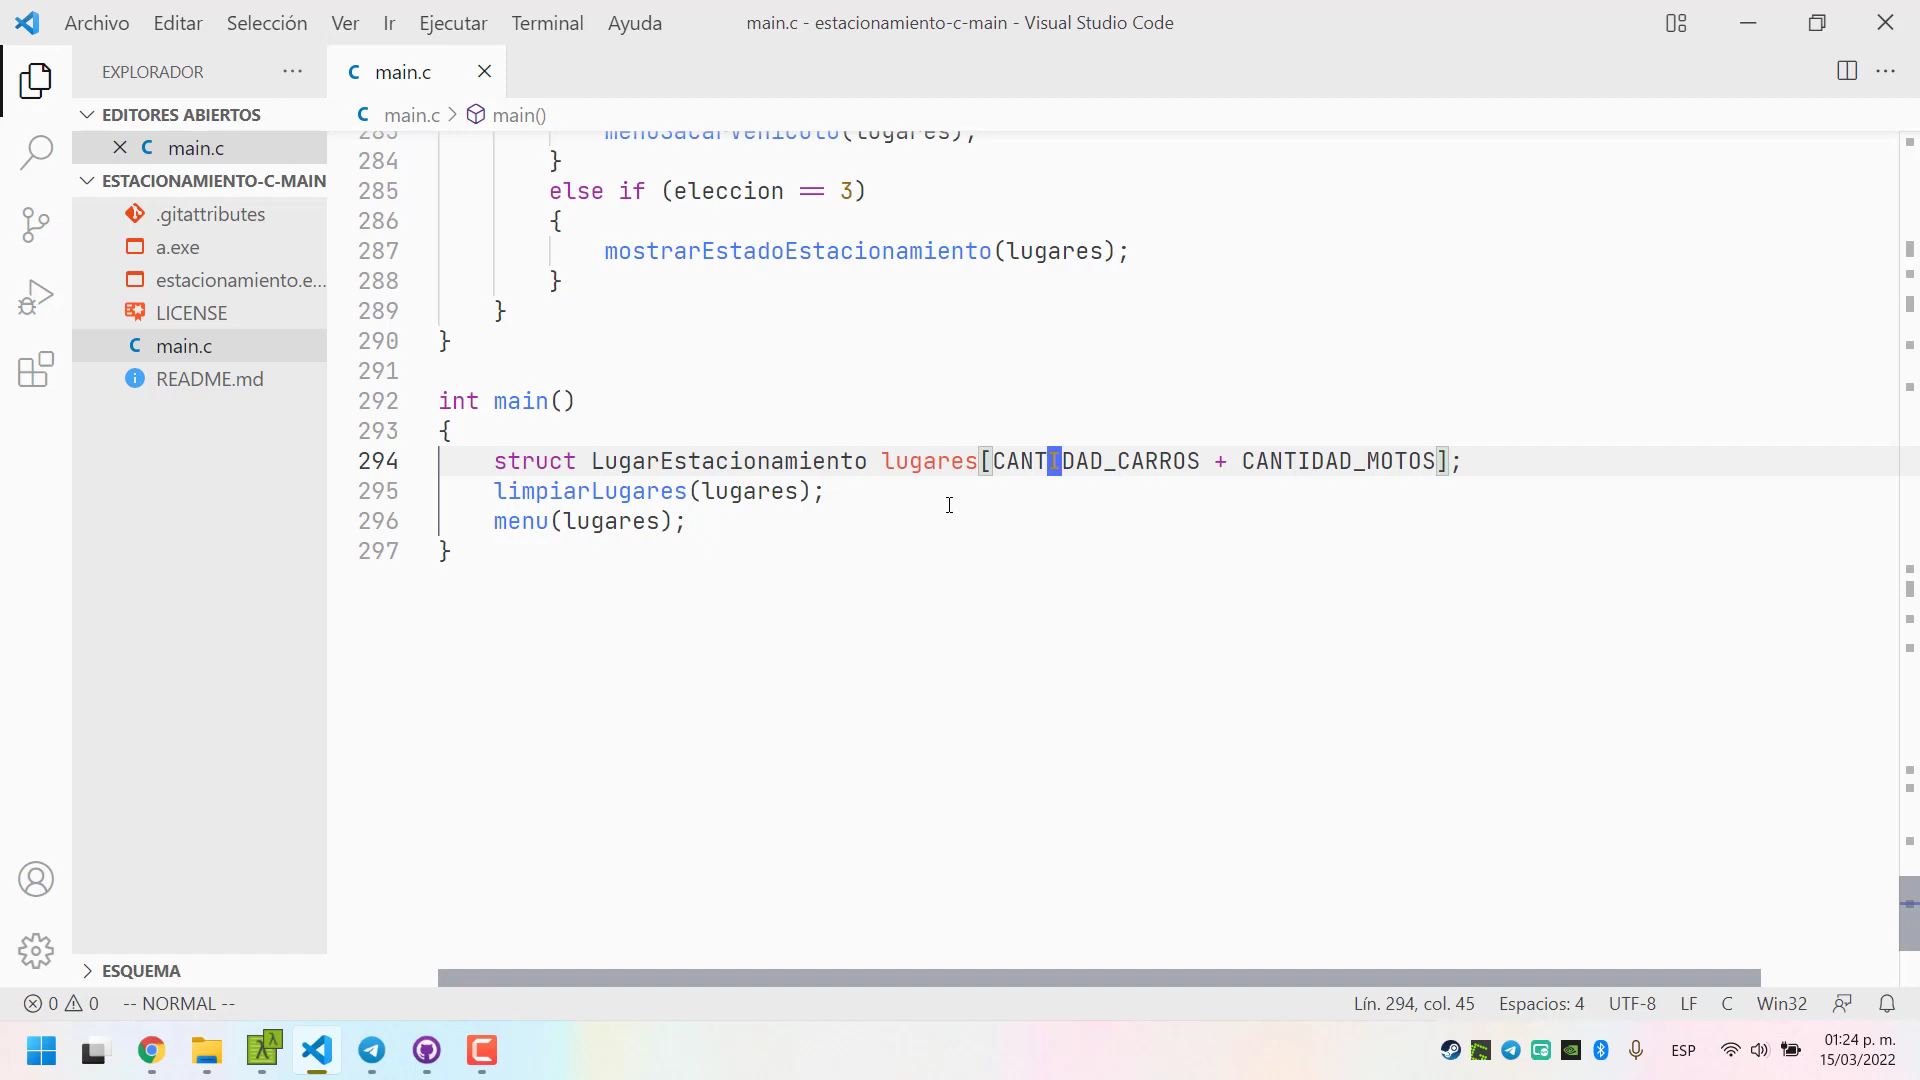 Archivo Editar Selección Ver Ir Ejecutar Terminal Ayuda main.c - estacionamiento-c-main - Visual Studio Code
EXPLORADOR
EDITORES ABIERTOS
C main.c
ESTACIONAMIENTO-C-MAIN
.gitattributes
a.exe
estacionamiento.e...
LICENSE
C main.c
README.md
ESQUEMA
C main.c
C main.c > main()
283 menuSacarVehiculo(lugares);
284 }
285 else if (eleccion == 3)
286 {
287 mostrarEstadoEstacionamiento(lugares);
288 }
289 }
290 }
291
292 int main()
293 {
294 struct LugarEstacionamiento lugares[CANTIDAD_CARROS + CANTIDAD_MOTOS];
295 limpiarLugares(lugares);
296 menu(lugares);
297 }
0 0 -- NORMAL -- Lín. 294, col. 45 Espacios: 4 UTF-8 LF C Win32
ESP 01:24 p. m.
15/03/2022